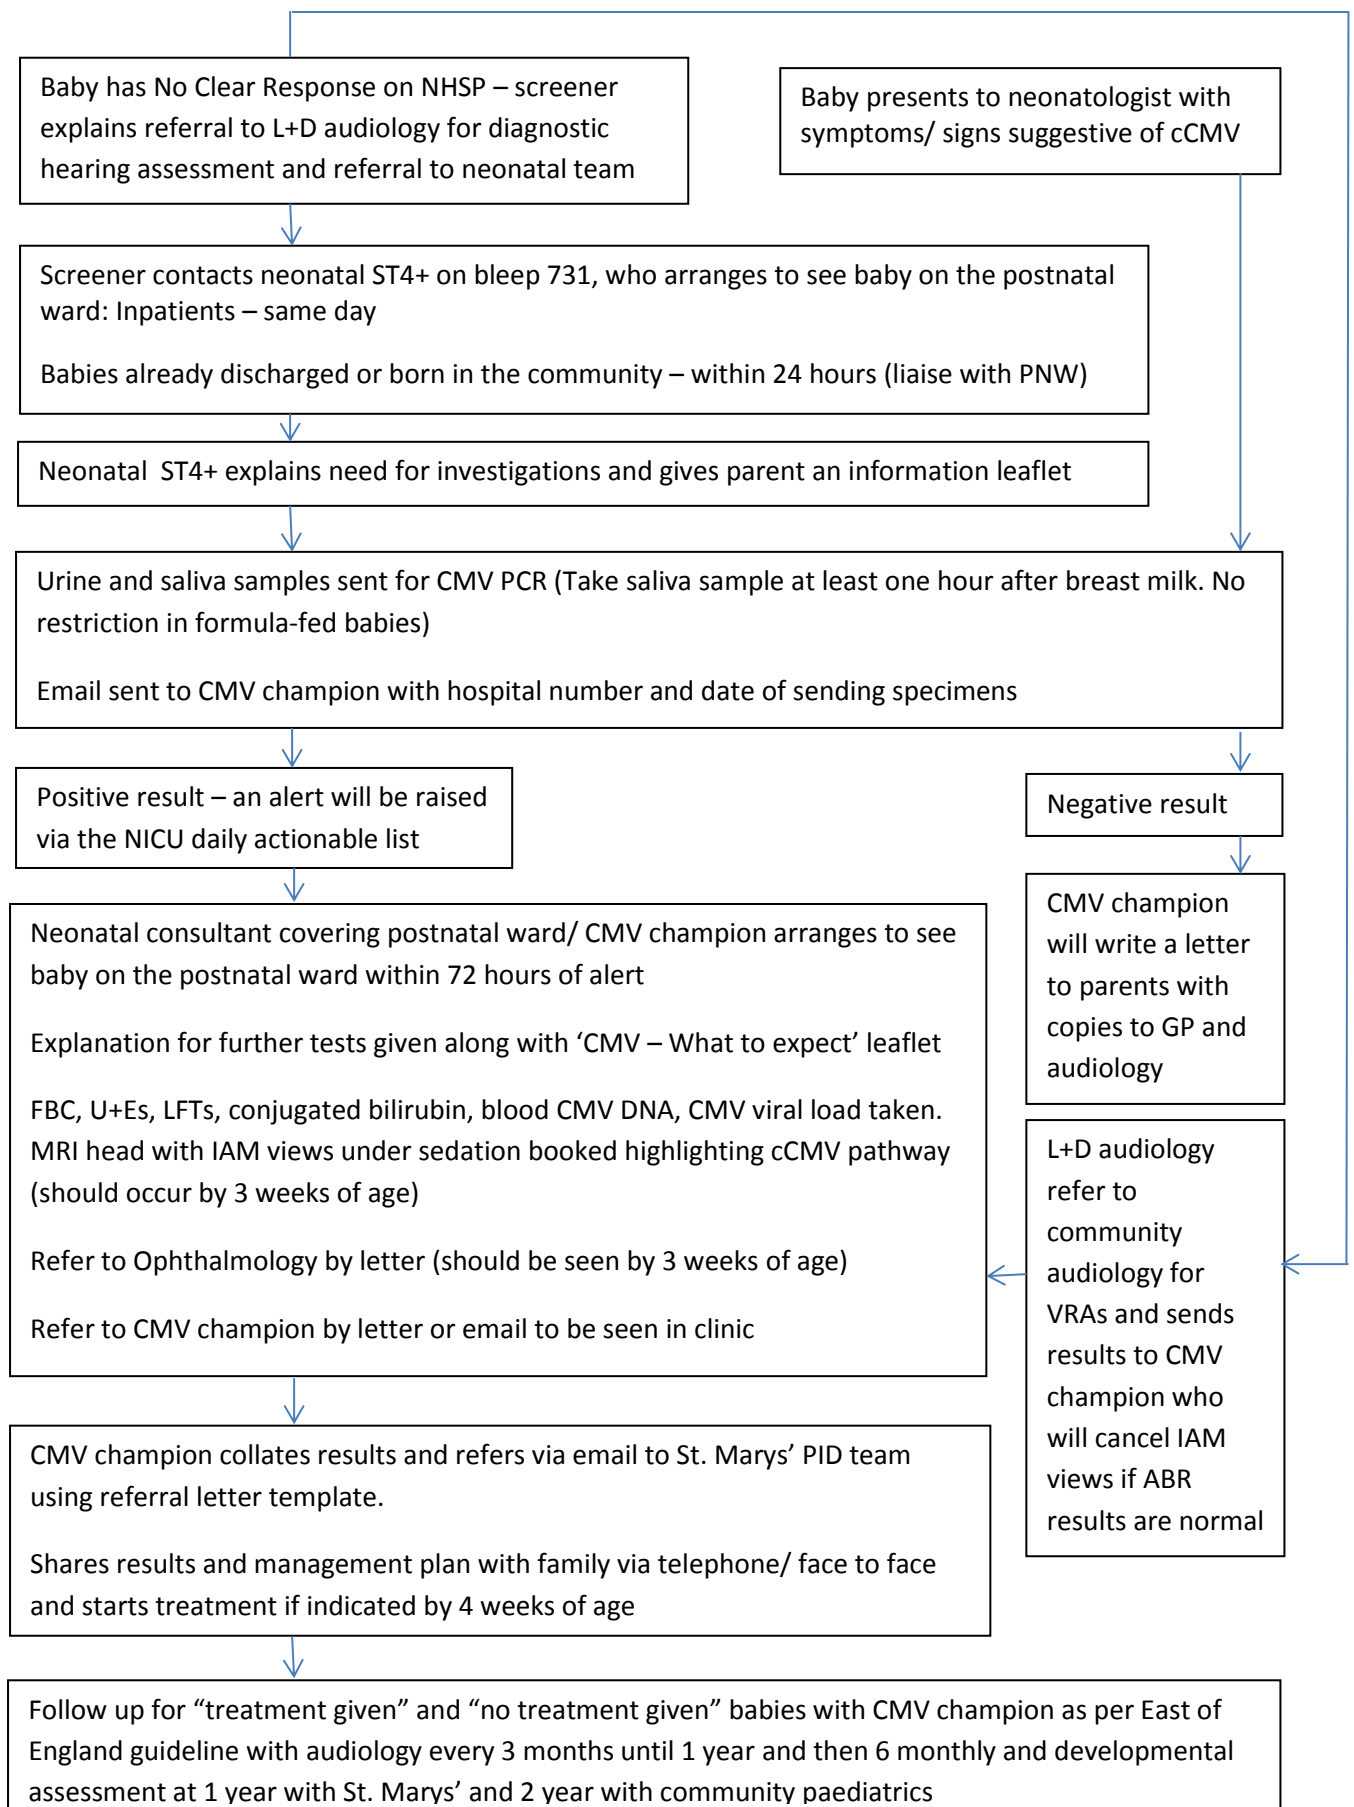 Baby has No Clear Response on NHSP – screener
explains referral to L+D audiology for diagnostic
hearing assessment and referral to neonatal team
Baby presents to neonatologist with
symptoms/ signs suggestive of cCMV
Screener contacts neonatal ST4+ on bleep 731, who arranges to see baby on the postnatal
ward: Inpatients – same day
Babies already discharged or born in the community – within 24 hours (liaise with PNW)
Neonatal  ST4+ explains need for investigations and gives parent an information leaflet
Urine and saliva samples sent for CMV PCR (Take saliva sample at least one hour after breast milk. No
restriction in formula-fed babies)
Email sent to CMV champion with hospital number and date of sending specimens
Positive result – an alert will be raised
via the NICU daily actionable list
Negative result
CMV champion
will write a letter
to parents with
copies to GP and
audiology
Neonatal consultant covering postnatal ward/ CMV champion arranges to see
baby on the postnatal ward within 72 hours of alert
Explanation for further tests given along with ‘CMV – What to expect’ leaflet
FBC, U+Es, LFTs, conjugated bilirubin, blood CMV DNA, CMV viral load taken.
MRI head with IAM views under sedation booked highlighting cCMV pathway
(should occur by 3 weeks of age)
Refer to Ophthalmology by letter (should be seen by 3 weeks of age)
Refer to CMV champion by letter or email to be seen in clinic
L+D audiology
refer to
community
audiology for
VRAs and sends
results to CMV
champion who
will cancel IAM
views if ABR
results are normal
CMV champion collates results and refers via email to St. Marys’ PID team
using referral letter template.
Shares results and management plan with family via telephone/ face to face
and starts treatment if indicated by 4 weeks of age
Follow up for “treatment given” and “no treatment given” babies with CMV champion as per East of
England guideline with audiology every 3 months until 1 year and then 6 monthly and developmental
assessment at 1 year with St. Marys’ and 2 year with community paediatrics